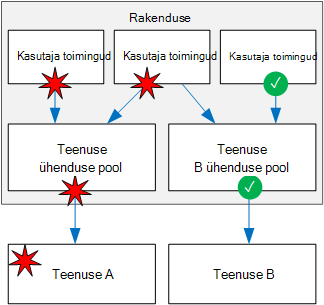 Rakenduse
Kasutaja toimingud
Kasutaja toimingud
Kasutaja toimingud
Teenuse
ühenduse pool
Teenuse
B ühenduse pool
Teenuse A
Teenuse B